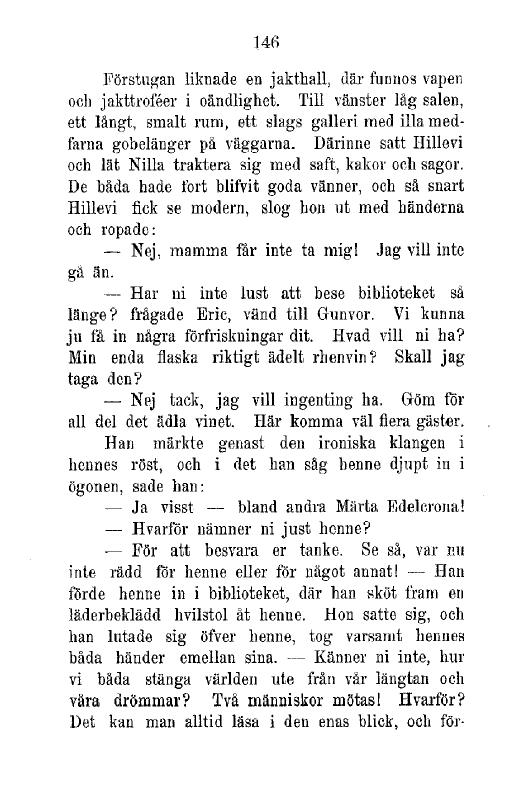 146
Förstugan liknade en jakthall, där funnos vapen
och jakttroféer i oändlighet. Till vänster låg salen,
ett långt, smalt rum, ett slags galleri med illa med-
farna gobelänger på väggarna. Därinne satt Hillevi
och lät Nilla traktera sig med saft, kakor och sagor.
De båda hade fort blifvit goda vänner, och så snart
Hillevi fick se modern, slog hon ut med händerna
och ropade:
— Nej, mamma får inte ta mig! Jag vill inte
gå än.
— Har ni inte lust att bese biblioteket så
länge? frågade Eric, vänd till Gunvor. Vi kunna
ju få in några förfriskningar dit. Hvad vill ni ha?
Min enda flaska riktigt ädelt rhenvin? Skall jag
taga den?
— Nej tack, jag vill ingenting ha. Göm för
all del det ädla vinet. Här komma väl flera gäster.
Han märkte genast den ironiska klangen i
hennes röst, och i det han såg henne djupt in i
ögonen, sade han:
— Ja visst — bland andra Märta Edelcrona!
— Hvarför nämner ni just henne?
— För att besvara er tanke. Se så, var nu
inte rädd för henne eller för något annat! — Han
förde henne in i biblioteket, där han sköt fram en
läderbeklädd hvilstol åt henne. Hon satte sig, och
han lutade sig öfver henne, tog varsamt hennes
båda händer emellan sina. — Känner ni inte, hur
vi båda stänga världen ute från vår längtan och
våra drömmar? Två människor mötas! Hvarför?
Det kan man alltid läsa i den enas blick, och för-